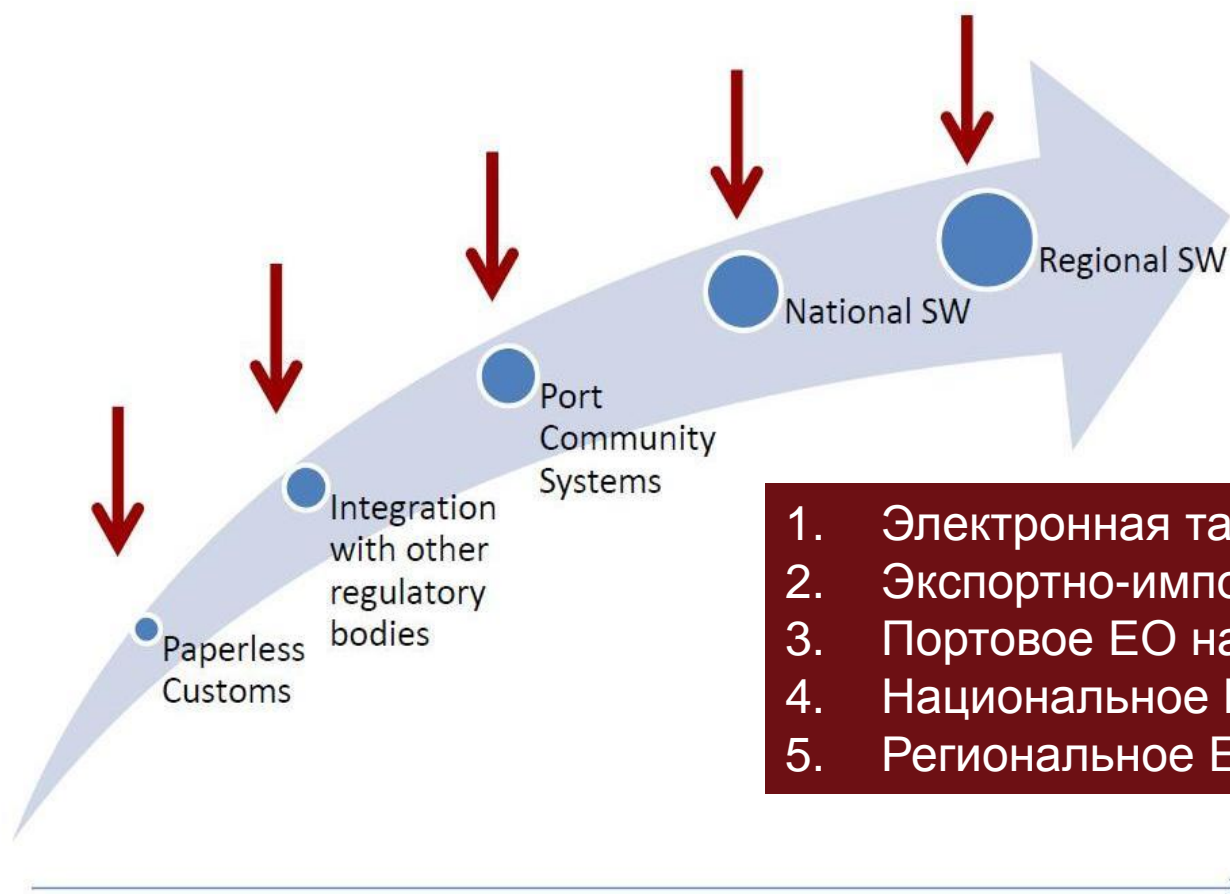 Paperless
Customs
Integration
with other
regulatory
bodies
Port
Community
Systems
National SW
Regional SW
1. Электронная та
2. Экспортно-импо
3. Портовое ЕО на
4. Национальное
5. Региональное